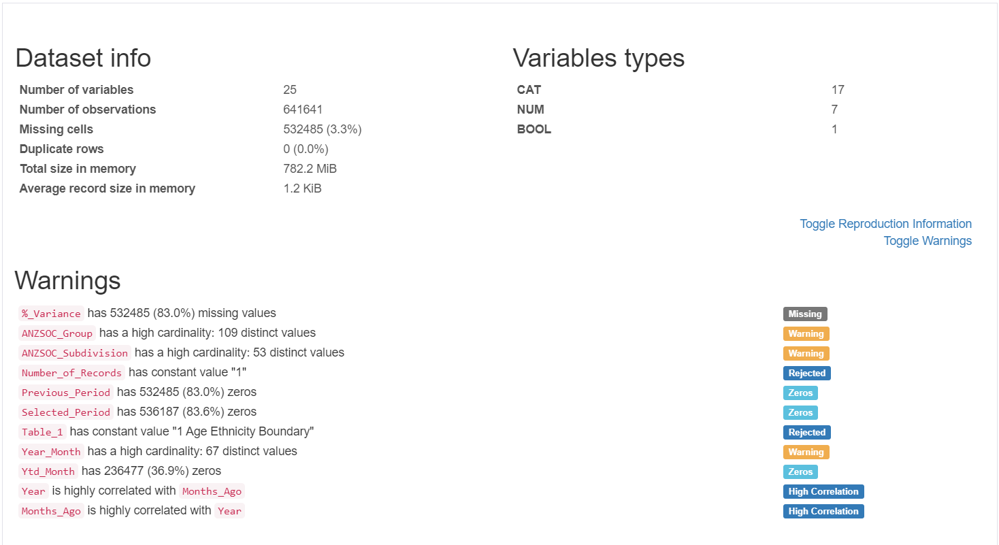 Dataset info
Number of variables 25
Number of observations 641641
Missing cells 532485 (3.3%)
Duplicate rows 0 (0.0%)
Total size in memory 782.2 MiB
Average record size in memory 1.2 KiB
Variables types
CAT 17
NUM 7
BOOL 1
Toggle Reproduction Information
Toggle Warnings
Warnings
%_Variance has 532485 (83.0%) missing values Missing
ANZSOC_Group has a high cardinality: 109 distinct values Warning
ANZSOC_Subdivision has a high cardinality: 53 distinct values Warning
Number_of_Records has constant value "1" Rejected
Previous_Period has 532485 (83.0%) zeros Zeros
Selected_Period has 536187 (83.6%) zeros Zeros
Table_1 has constant value "1 Age Ethnicity Boundary" Rejected
Year_Month has a high cardinality: 67 distinct values Warning
Ytd_Month has 236477 (36.9%) zeros Zeros
Year is highly correlated with Months_Ago High Correlation
Months_Ago is highly correlated with Year High Correlation